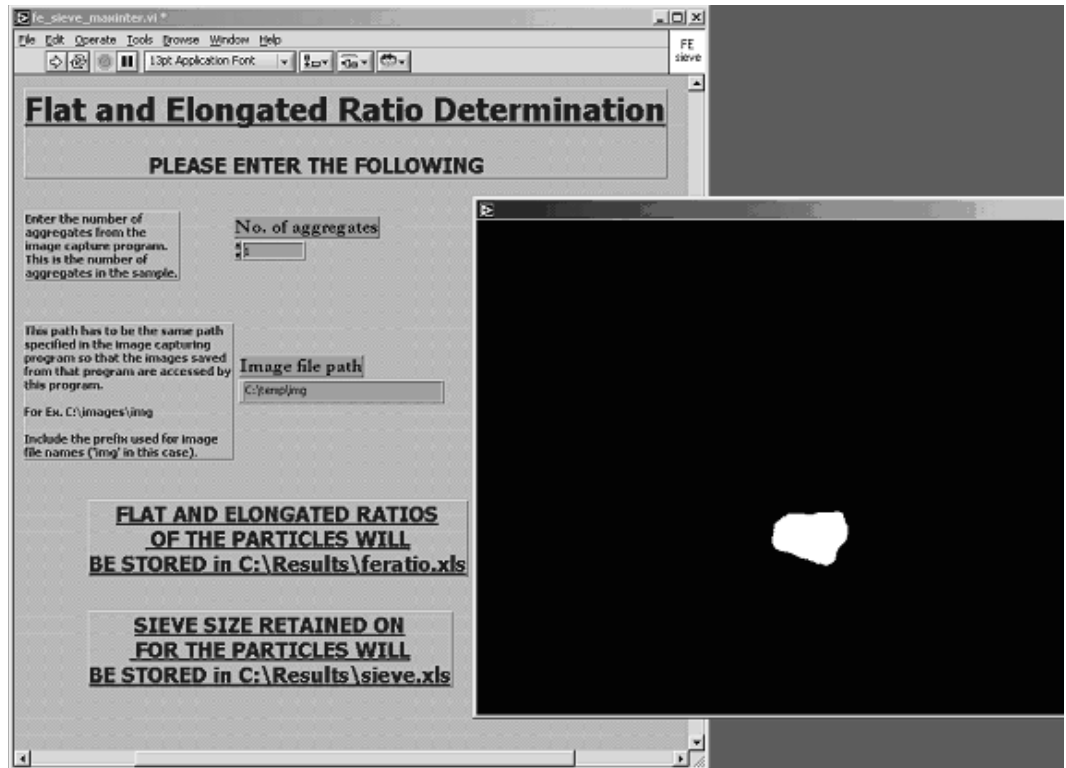 fe_sieve_maxinter.vi *
File Edit Operate Tools Browse Window Help
13pt Application Font
FE
sieve
Flat and Elongated Ratio Determination
PLEASE ENTER THE FOLLOWING
Enter the number of
aggregates from the
image capture program.
This is the number of
aggregates in the sample.
No. of aggregates
1
This path has to be the same path
specified in the image capturing
program so that the images saved
from that program are accessed by
this program.
For Ex. C:\images\img
Include the prefix used for image
file names ('img' in this case).
Image file path
C:\temp\img
FLAT AND ELONGATED RATIOS
OF THE PARTICLES WILL
BE STORED in C:\Results\feratio.xls
SIEVE SIZE RETAINED ON
FOR THE PARTICLES WILL
BE STORED in C:\Results\sieve.xls